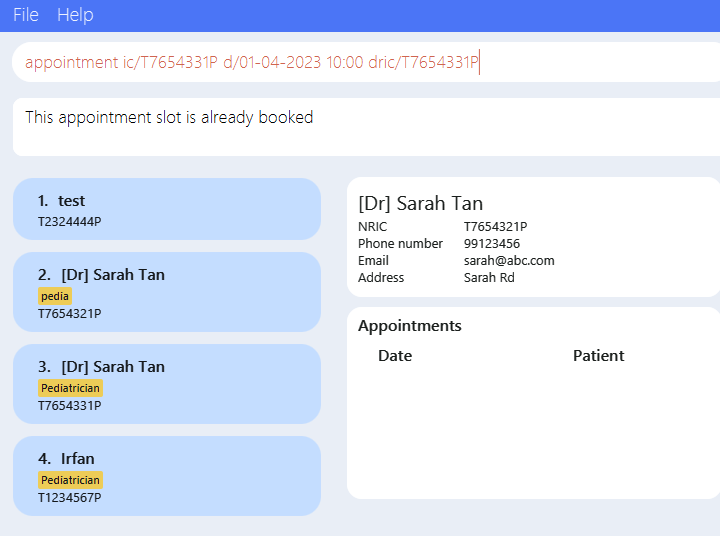 File Help
appointment ic/T7654331P d/01-04-2023 10:00 dric/T7654331P
This appointment slot is already booked
1. test
T2324444P
2. [Dr] Sarah Tan
pedia
T7654321P
3. [Dr] Sarah Tan
Pediatrician
T7654331P
4. Irfan
Pediatrician
T1234567P
[Dr] Sarah Tan
NRIC T7654321P
Phone number 99123456
Email sarah@abc.com
Address Sarah Rd
Appointments
Date Patient